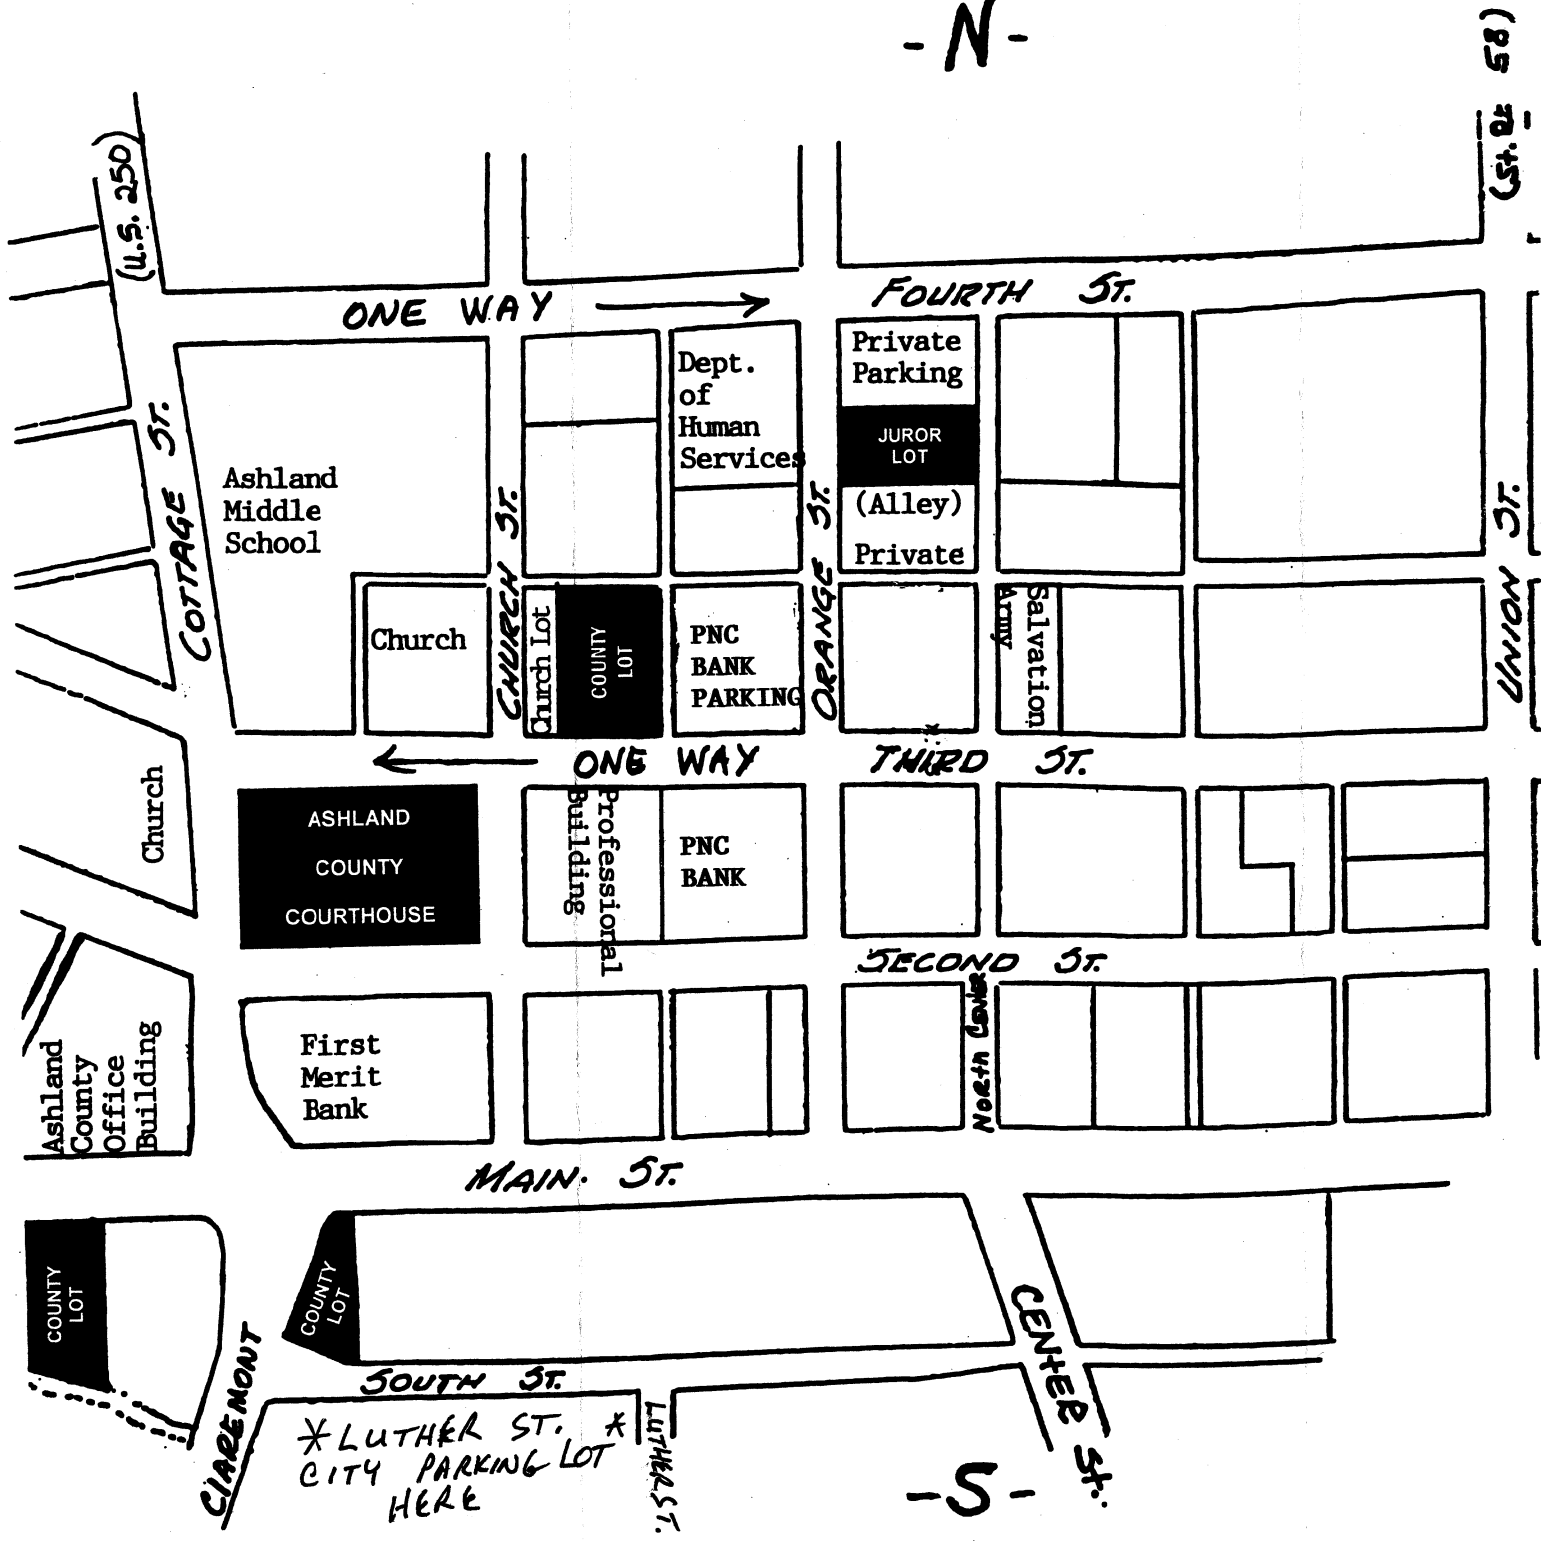 -N-
(St. Rt 58)
(U.S. 250)
ONE WAY
FOURTH ST.
Private
Parking
Dept.
of
Human
Services
JUROR
LOT
COTTAGE ST.
Ashland
Middle
School
CHURCH ST.
ORANGE ST.
(Alley)
Private
UNION ST.
Church
Church Lot
COUNTY
LOT
PNC
BANK
PARKING
Salvation
Army
ONE WAY
THIRD ST.
Church
ASHLAND
COUNTY
COURTHOUSE
Professional
Building
PNC
BANK
SECOND ST.
NORTH CENTER
Ashland
County
Office
Building
First
Merit
Bank
MAIN. ST.
COUNTY
LOT
COUNTY
LOT
CLAREMONT
SOUTH ST.
CENTER St.
*LUTHER ST. *
CITY PARKING LOT
HERE
LUTHER ST.
-S-